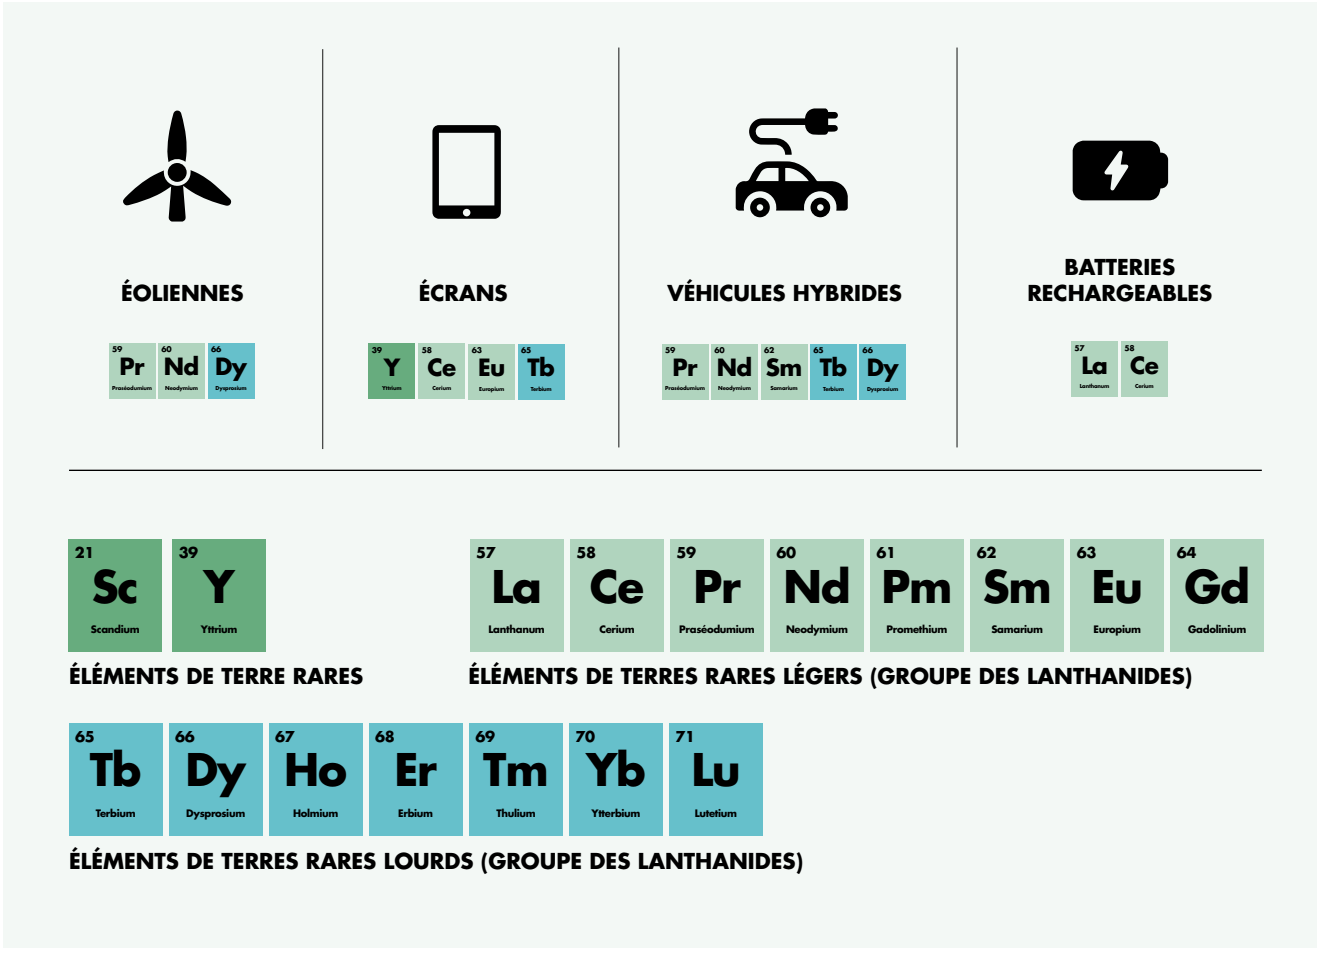 ÉOLIENNES
59 60 66
Pr Nd Dy
Praséodumium Neodymium Dysprosium
ÉCRANS
39 58 63 65
Y Ce Eu Tb
Yttrium Cerium Europium Terbium
VÉHICULES HYBRIDES
59 60 62 65 66
Pr Nd Sm Tb Dy
Praséodumium Neodymium Samarium Terbium Dysprosium
BATTERIES
RECHARGEABLES
57 58
La Ce
Lanthanum Cerium
21 39
Sc Y
Scandium Yttrium
ÉLÉMENTS DE TERRE RARES
57 58 59 60 61 62 63 64
La Ce Pr Nd Pm Sm Eu Gd
Lanthanum Cerium Praséodumium Neodymium Promethium Samarium Europium Gadolinium
ÉLÉMENTS DE TERRES RARES LÉGERS (GROUPE DES LANTHANIDES)
65 66 67 68 69 70 71
Tb Dy Ho Er Tm Yb Lu
Terbium Dysprosium Holmium Erbium Thulium Ytterbium Lutetium
ÉLÉMENTS DE TERRES RARES LOURDS (GROUPE DES LANTHANIDES)